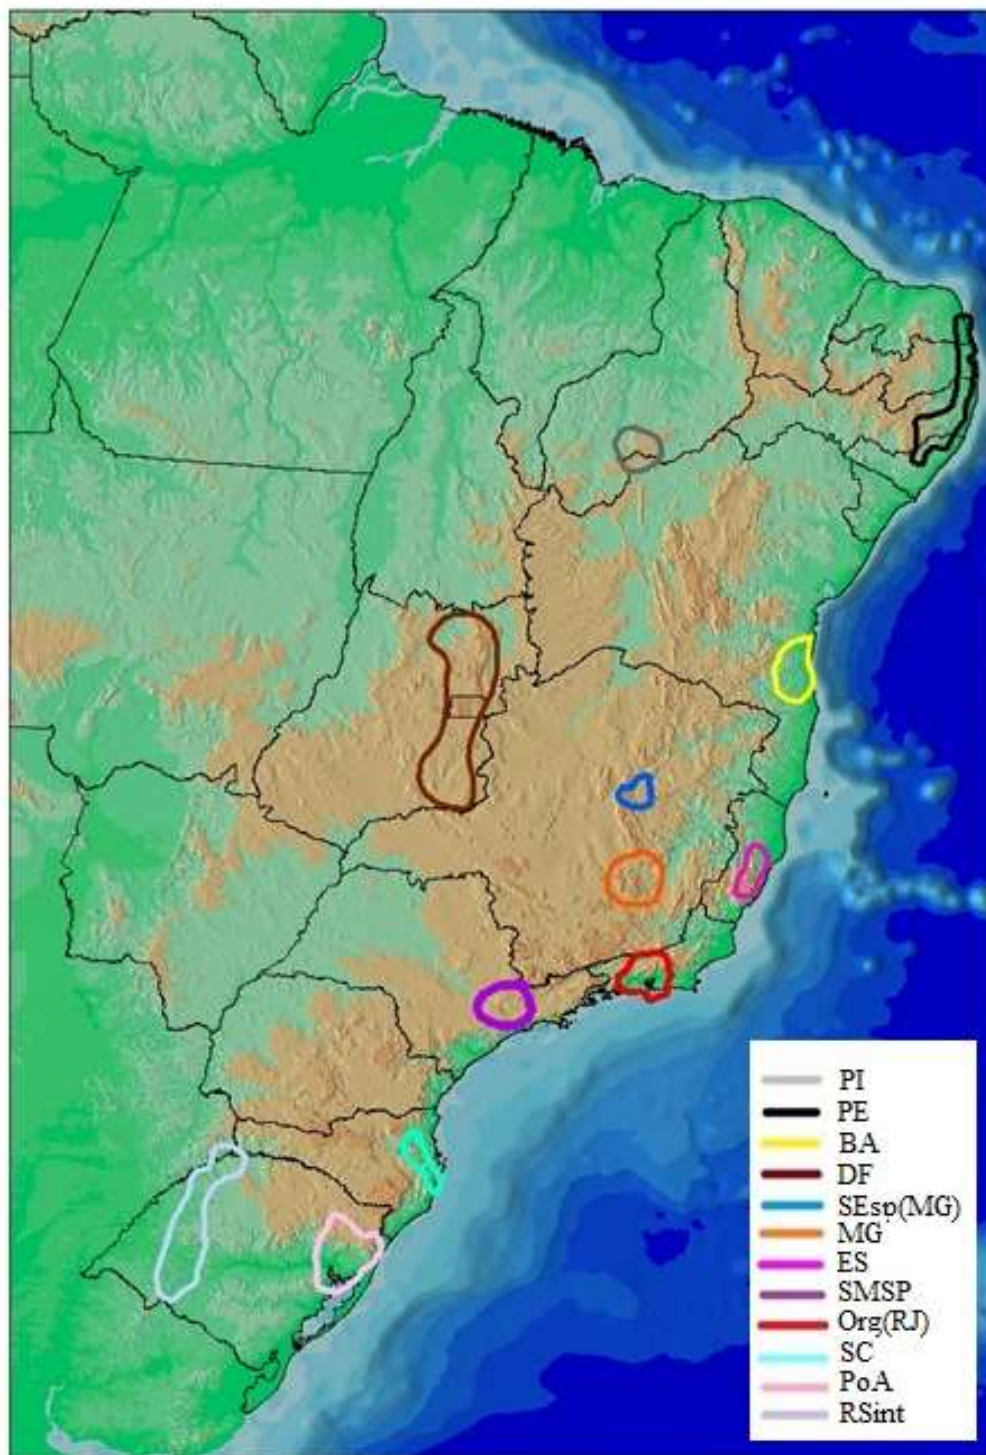 PI
PE
BA
DF
SEsp(MG)
MG
ES
SMSP
Org(RJ)
SC
PoA
RSint